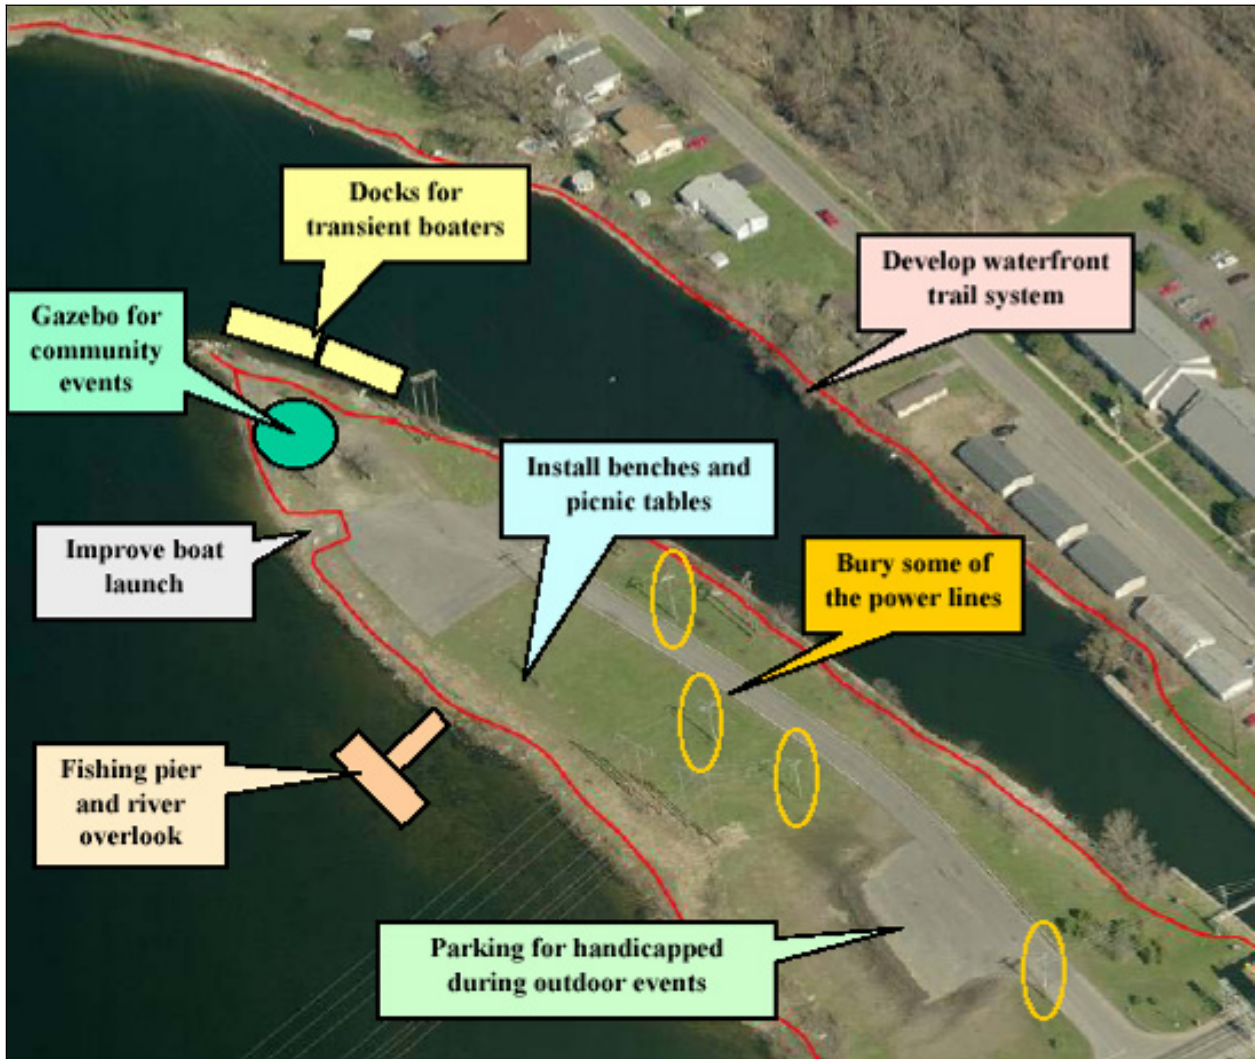 Docks for
transient boaters
Develop waterfront
trail system
Gazebo for
community
events
Install benches and
picnic tables
Improve boat
launch
Bury some of
the power lines
Fishing pier
and river
overlook
Parking for handicapped
during outdoor events